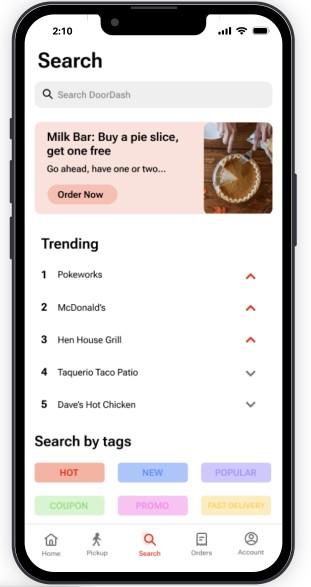 2:10
Search
Search DoorDash
Milk Bar: Buy a pie slice,
get one free
Go ahead, have one or two...
Order Now
Trending
1 Pokeworks
2 McDonald's
3 Hen House Grill
4 Taquerio Taco Patio
5 Dave's Hot Chicken
Search by tags
HOT NEW POPULAR
COUPON PROMO FAST DELIVERY
Home Pickup Search Orders Account